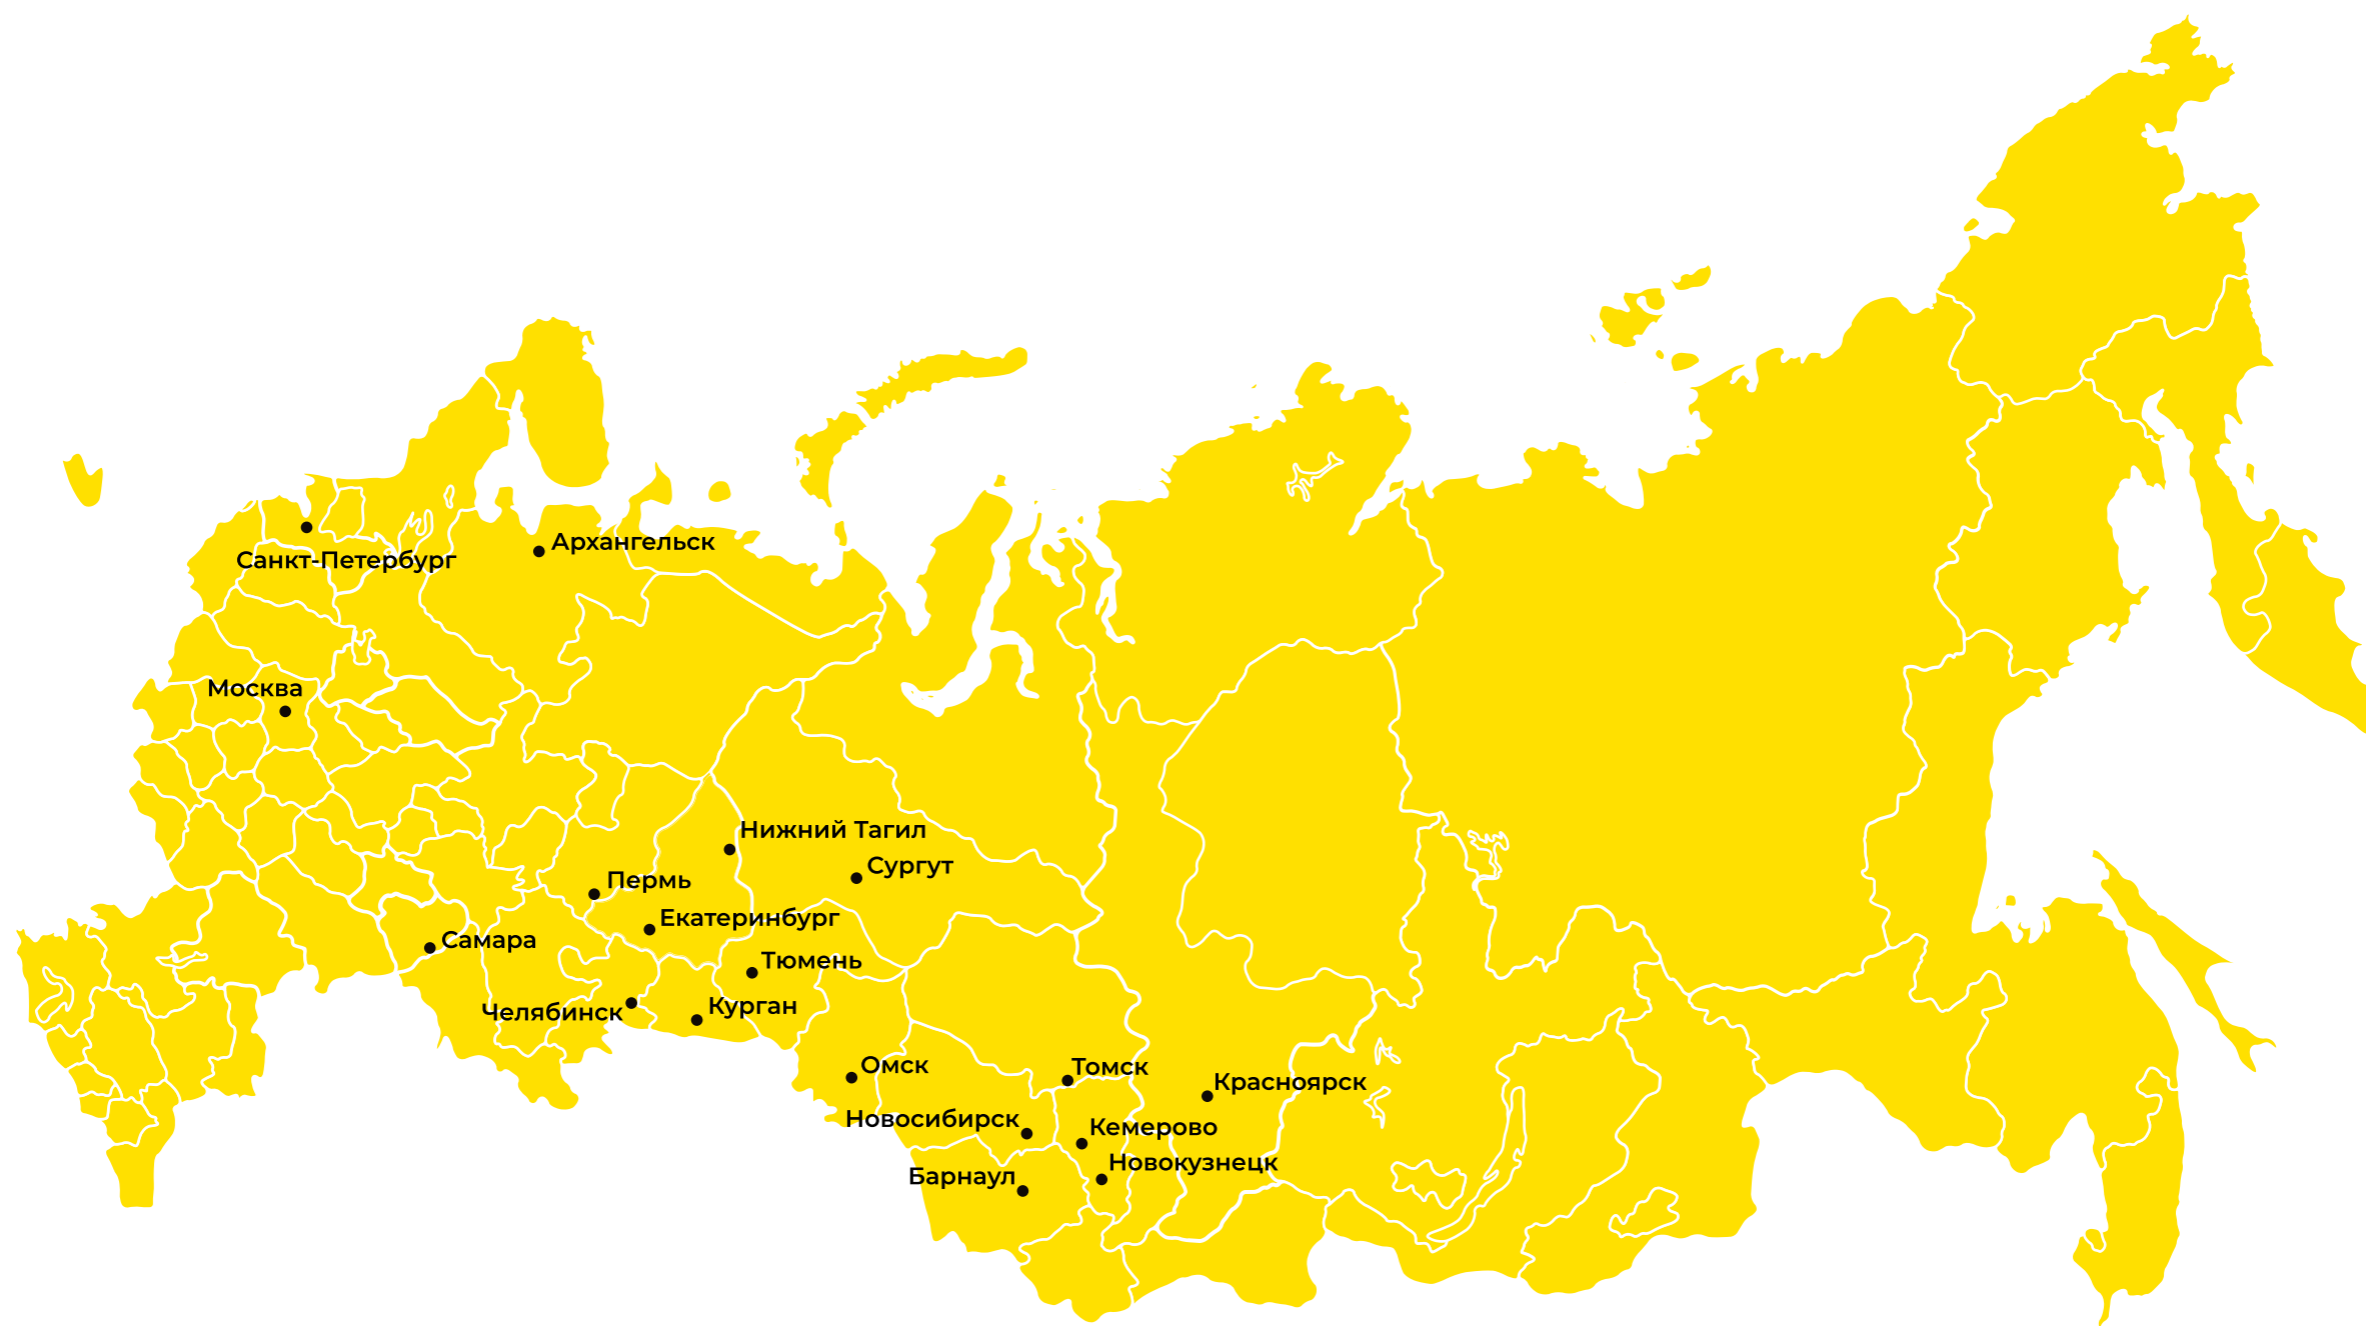 Архангельск
Санкт-Петербург
Москва
Нижний Тагил
Сургут
Пермь
Екатеринбург
Самара
Тюмень
Курган
Челябинск
Омск
Томск
Красноярск
Новосибирск
Кемерово
Новокузнецк
Барнаул